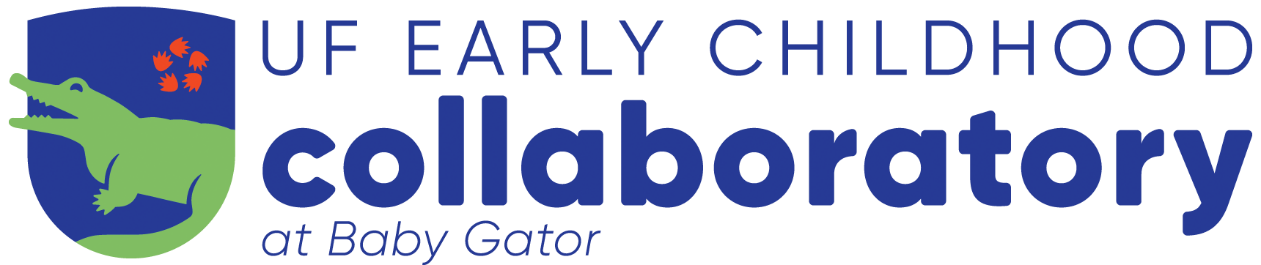 UF EARLY CHILDHOOD
collaboratory
at Baby Gator